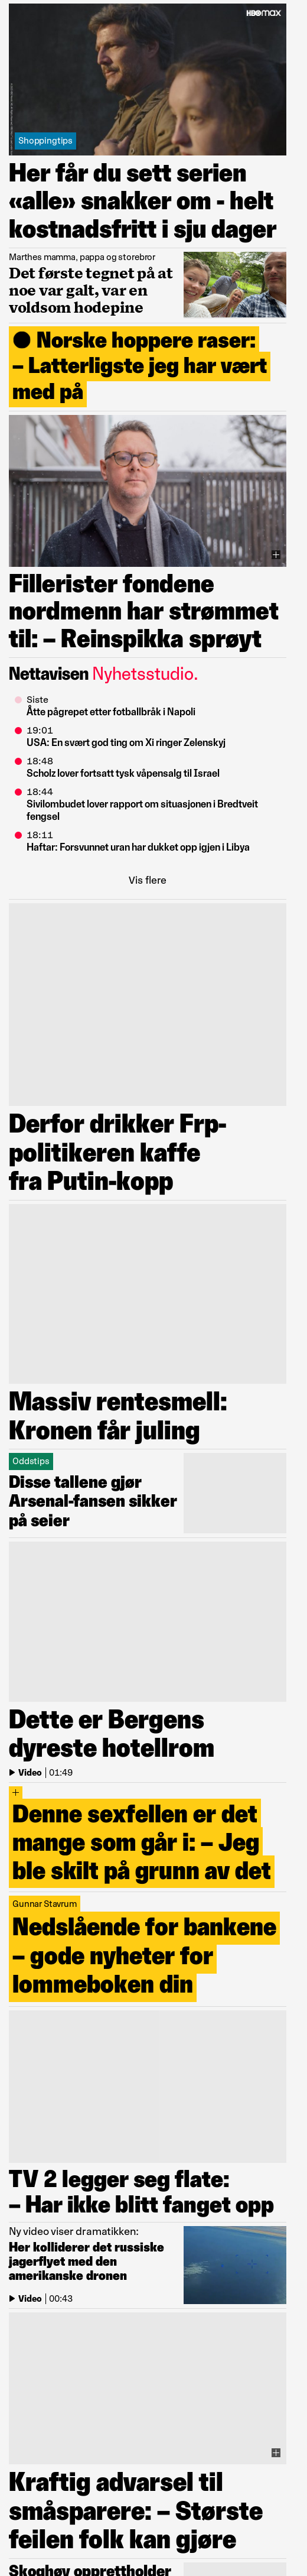 HBOmax
Shoppingtips
Her får du sett serien
«alle» snakker om - helt
kostnadsfritt i sju dager
Marthes mamma, pappa og storebror
Det første tegnet på at
noe var galt, var en
voldsom hodepine
Norske hoppere raser:
– Latterligste jeg har vært
med på
Fillerister fondene
nordmenn har strømmet
til: – Reinspikka sprøyt
Nettavisen Nyhetsstudio.
Siste
Åtte pågrepet etter fotballbråk i Napoli
19:01
USA: En svært god ting om Xi ringer Zelenskyj
18:48
Scholz lover fortsatt tysk våpensalg til Israel
18:44
Sivilombudet lover rapport om situasjonen i Bredtveit
fengsel
18:11
Haftar: Forsvunnet uran har dukket opp igjen i Libya
Vis flere
Derfor drikker Frp-
politikeren kaffe
fra Putin-kopp
Massiv rentesmell:
Kronen får juling
Oddstips
Disse tallene gjør
Arsenal-fansen sikker
på seier
Dette er Bergens
dyreste hotellrom
Video | 01:49
+
Denne sexfellen er det
mange som går i: – Jeg
ble skilt på grunn av det
Gunnar Stavrum
Nedslående for bankene
– gode nyheter for
lommeboken din
TV 2 legger seg flate:
– Har ikke blitt fanget opp
Ny video viser dramatikken:
Her kolliderer det russiske
jagerflyet med den
amerikanske dronen
Video | 00:43
Kraftig advarsel til
småsparere: – Største
feilen folk kan gjøre
Skoghøy opprettholder